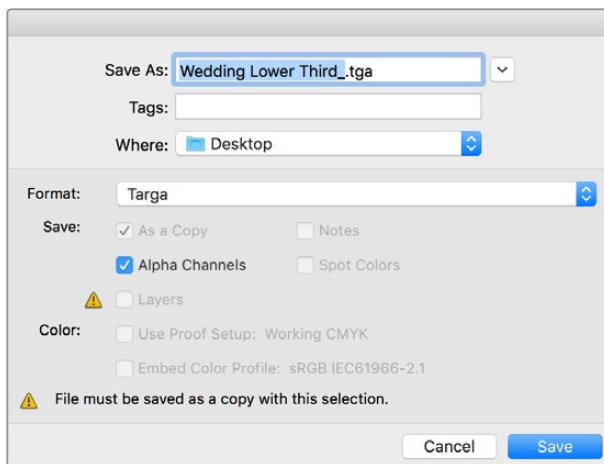 Save As: Wedding Lower Third_.tga
Tags:
Where: Desktop
Format: Targa
Save: As a Copy Notes
Alpha Channels Spot Colors
Layers
Color: Use Proof Setup: Working CMYK
Embed Color Profile: sRGB IEC61966-2.1
File must be saved as a copy with this selection.
Cancel Save